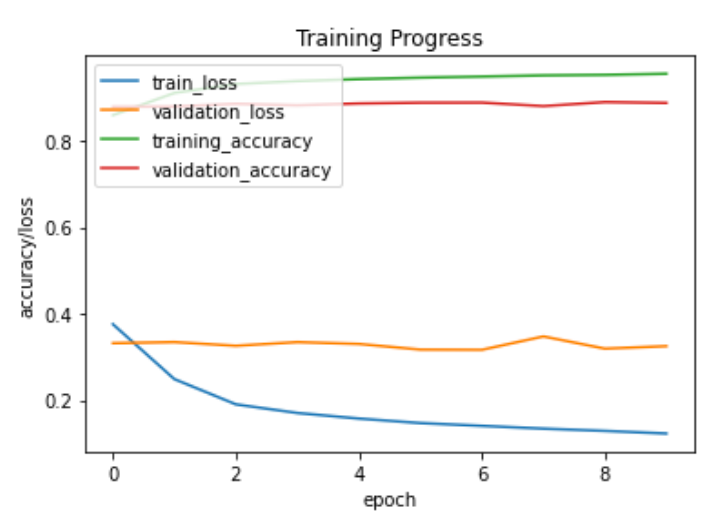 Training Progress
train_loss
validation_loss
training_accuracy
validation_accuracy
accuracy/loss
0.8
0.6
0.4
0.2
0 2 4 6 8
epoch